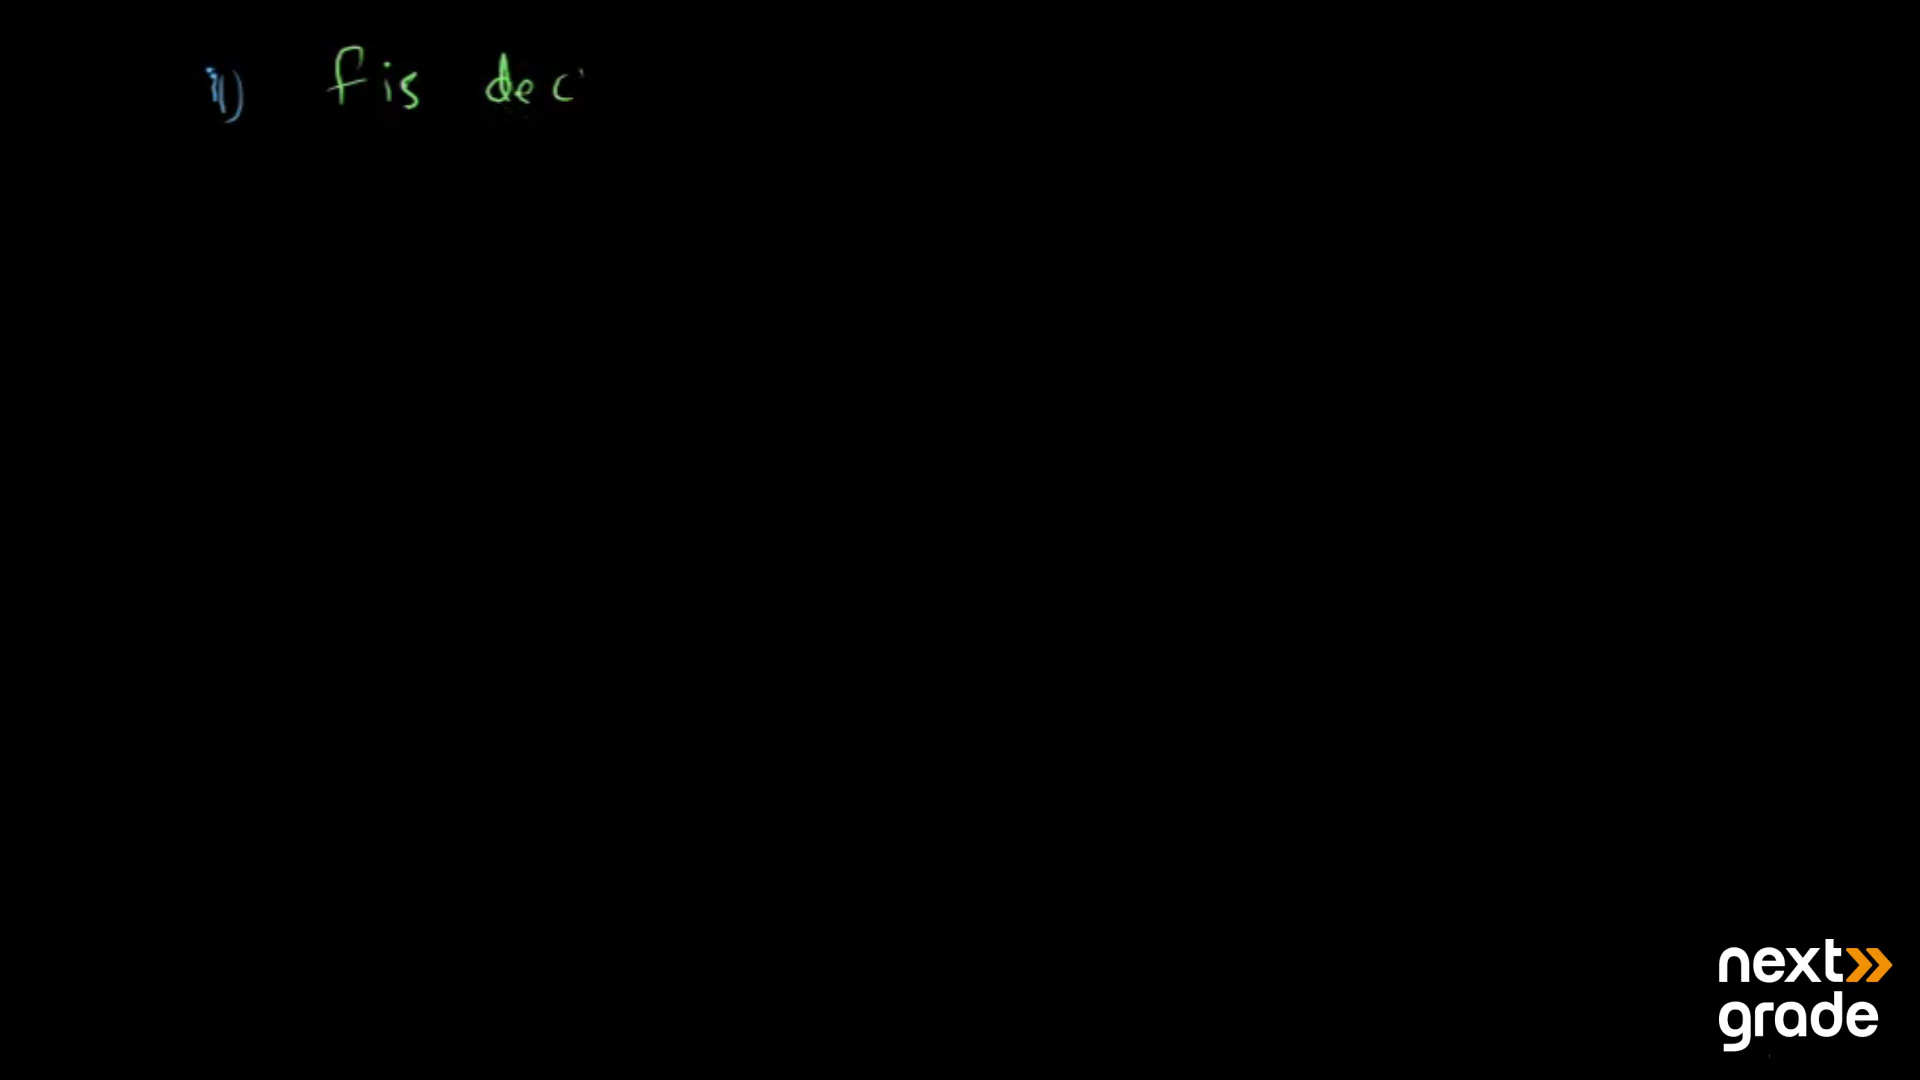 ii) f is dec
next
grade